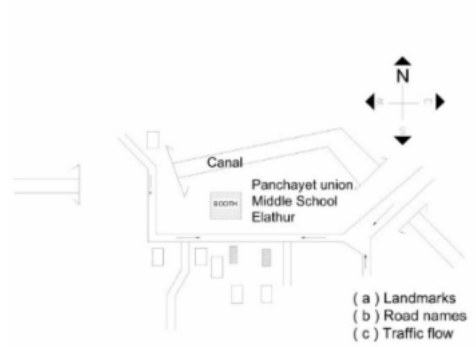 N
E
S
Canal
Panchayet union
Middle School
Elathur
BOOTH
( a ) Landmarks
( b ) Road names
( c ) Traffic flow